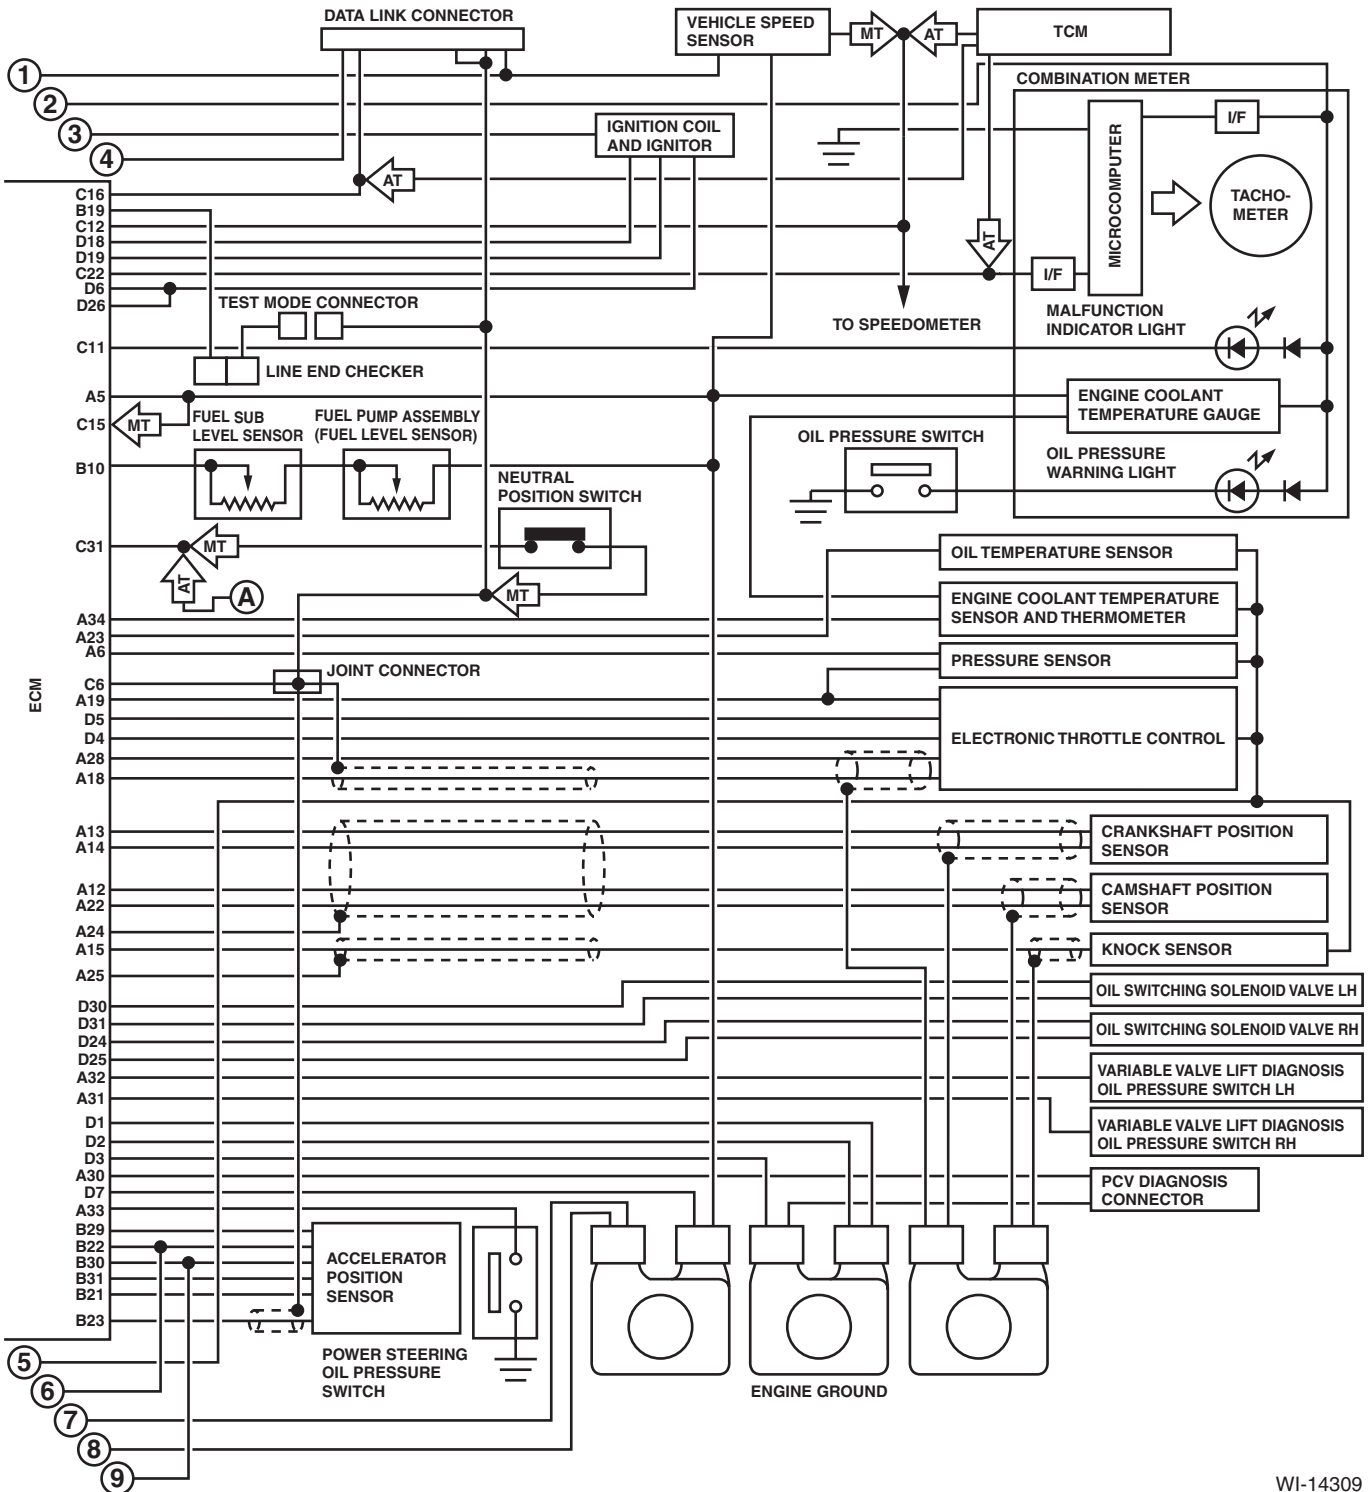 DATA LINK CONNECTOR
VEHICLE SPEED
SENSOR
MT
AT
TCM
1
2
3
4
COMBINATION METER
IGNITION COIL
AND IGNITOR
I/F
MICROCOMPUTER
TACHO-
METER
AT
AT
I/F
C16
B19
C12
D18
D19
C22
D6
D26
TEST MODE CONNECTOR
TO SPEEDOMETER
MALFUNCTION
INDICATOR LIGHT
C11
LINE END CHECKER
A5
C15
MT
FUEL SUB
LEVEL SENSOR
FUEL PUMP ASSEMBLY
(FUEL LEVEL SENSOR)
ENGINE COOLANT
TEMPERATURE GAUGE
OIL PRESSURE SWITCH
OIL PRESSURE
WARNING LIGHT
B10
NEUTRAL
POSITION SWITCH
C31
MT
AT
A
MT
OIL TEMPERATURE SENSOR
ENGINE COOLANT TEMPERATURE
SENSOR AND THERMOMETER
A34
A23
A6
PRESSURE SENSOR
JOINT CONNECTOR
ECM
C6
A19
D5
D4
A28
A18
ELECTRONIC THROTTLE CONTROL
A13
A14
CRANKSHAFT POSITION
SENSOR
A12
A22
CAMSHAFT POSITION
SENSOR
A24
A15
KNOCK SENSOR
A25
OIL SWITCHING SOLENOID VALVE LH
D30
D31
OIL SWITCHING SOLENOID VALVE RH
D24
D25
VARIABLE VALVE LIFT DIAGNOSIS
OIL PRESSURE SWITCH LH
A32
A31
VARIABLE VALVE LIFT DIAGNOSIS
OIL PRESSURE SWITCH RH
D1
D2
D3
A30
D7
A33
PCV DIAGNOSIS
CONNECTOR
B29
B22
B30
B31
B21
B23
ACCELERATOR
POSITION
SENSOR
POWER STEERING
OIL PRESSURE
SWITCH
ENGINE GROUND
5
6
7
8
9
WI-14309